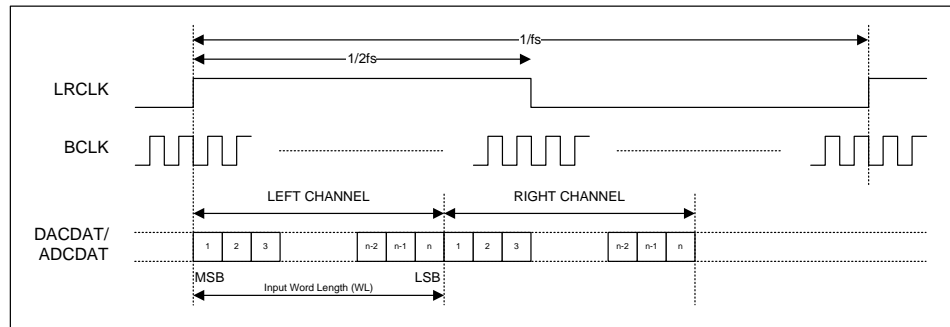 1/fs
1/2fs
LRCLK
BCLK
LEFT CHANNEL RIGHT CHANNEL
DACDAT/
ADCDAT
1 2 3 n-2 n-1 n 1 2 3 n-2 n-1 n
MSB LSB
Input Word Length (WL)